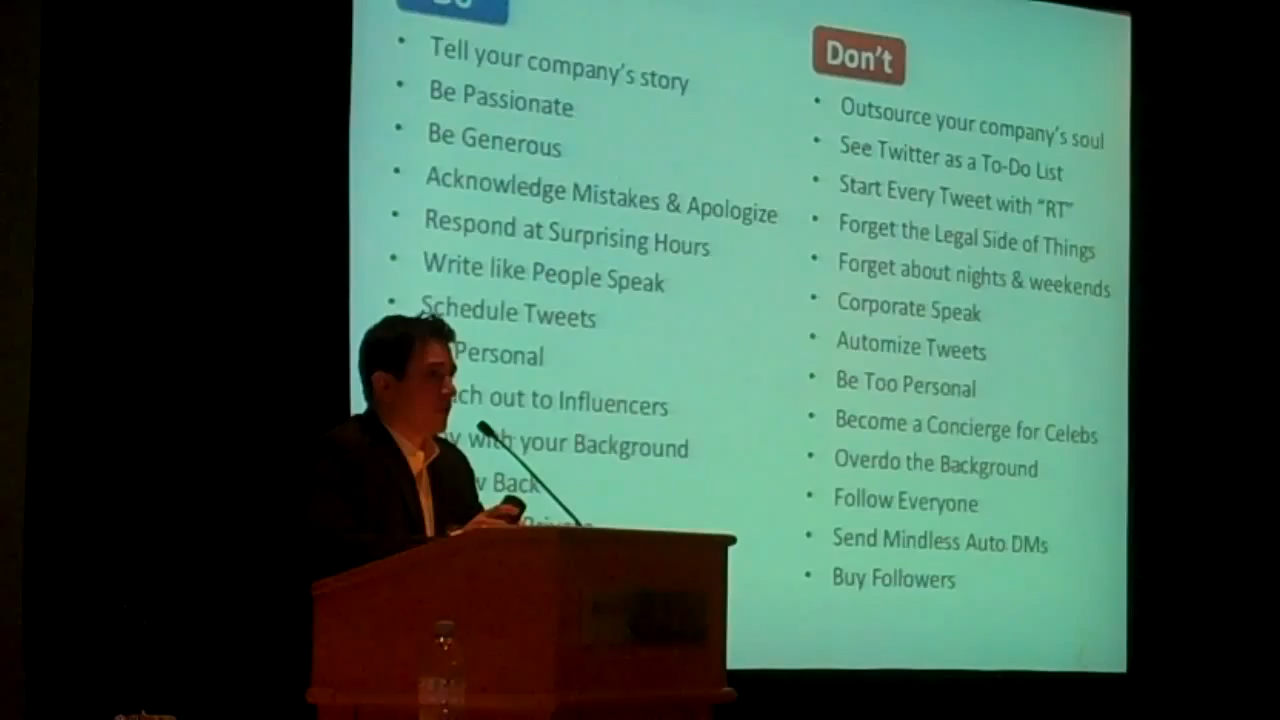 Do
Tell your company's story
Be Passionate
Be Generous
Acknowledge Mistakes & Apologize
Respond at Surprising Hours
Write like People Speak
Schedule Tweets
Personal
out to Influencers
with your Background
Back
Don't
Outsource your company's soul
See Twitter as a To-Do List
Start Every Tweet with "RT"
Forget the Legal Side of Things
Forget about nights & weekends
Corporate Speak
Automize Tweets
Be Too Personal
Become a Concierge for Celebs
Overdo the Background
Follow Everyone
Send Mindless Auto DMs
Buy Followers